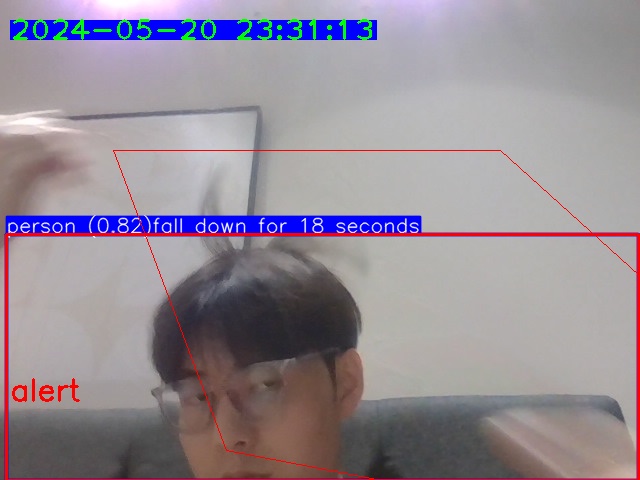 2024-05-20 23:31:13
person (0.82)fall down for 18 seconds
alert